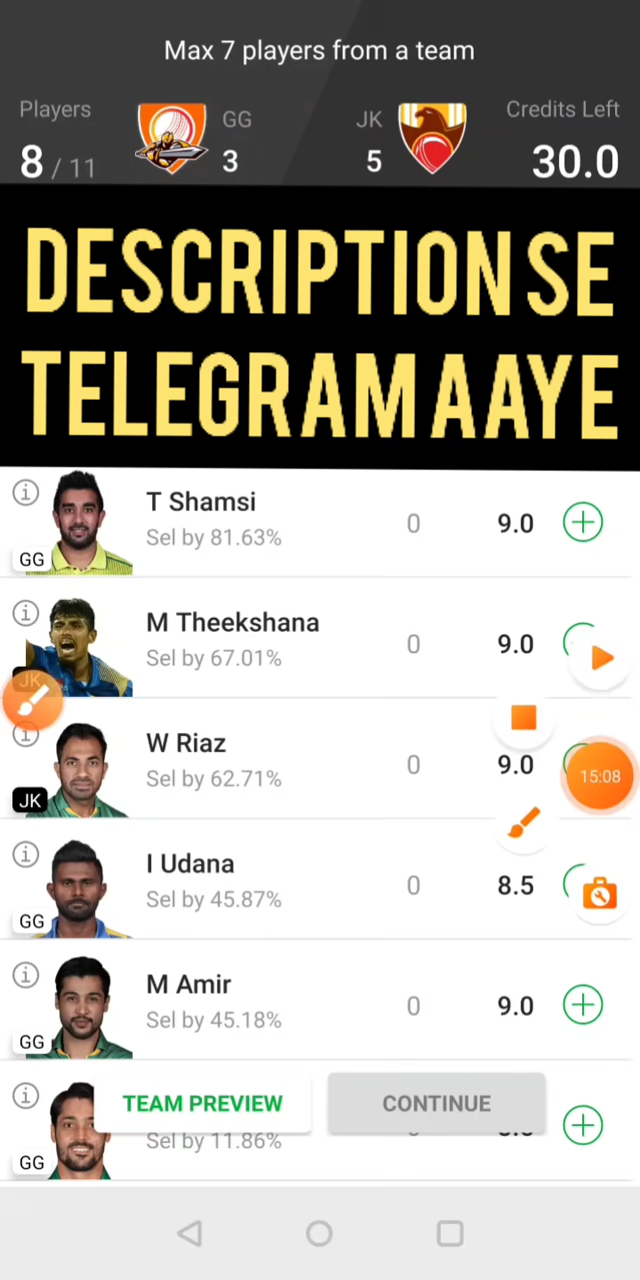 Max 7 players from a team
Players GG JK Credits Left
8 / 11 3 5 30.0
DESCRIPTION SE
TELEGRAM AAYE
T Shamsi
Sel by 81.63% 0 9.0
GG
M Theekshana
Sel by 67.01% 0 9.0
JK
W Riaz
Sel by 62.71% 0 9.0
JK
15:08
I Udana
Sel by 45.87% 0 8.5
GG
M Amir
Sel by 45.18% 0 9.0
GG
TEAM PREVIEW CONTINUE
Sel by 11.86%
GG